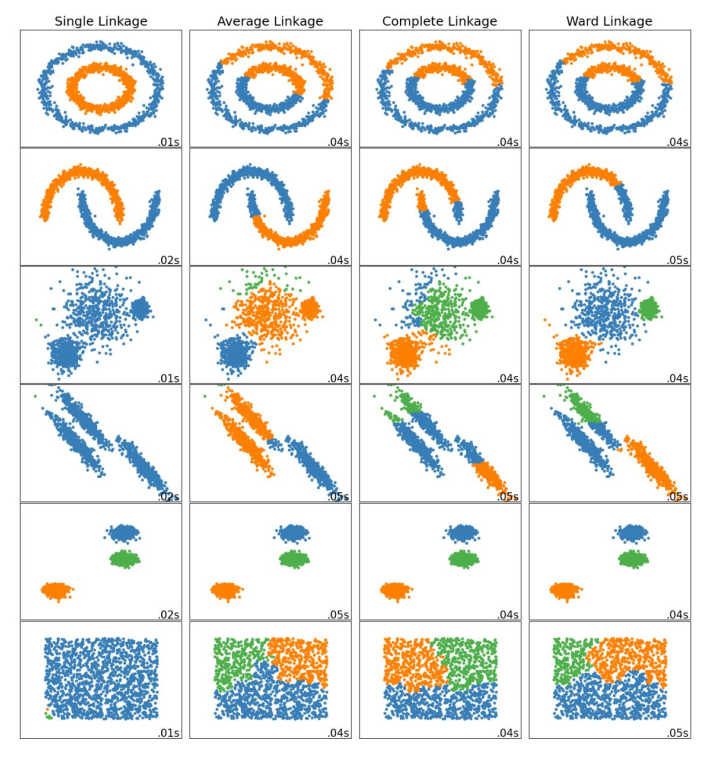 Single Linkage Average Linkage Complete Linkage Ward Linkage
.01s .04s .04s .04s
.02s .04s .04s .05s
.01s .04s .04s .04s
.02s .05s .05s .05s
.02s .05s .04s .04s
.01s .04s .04s .05s